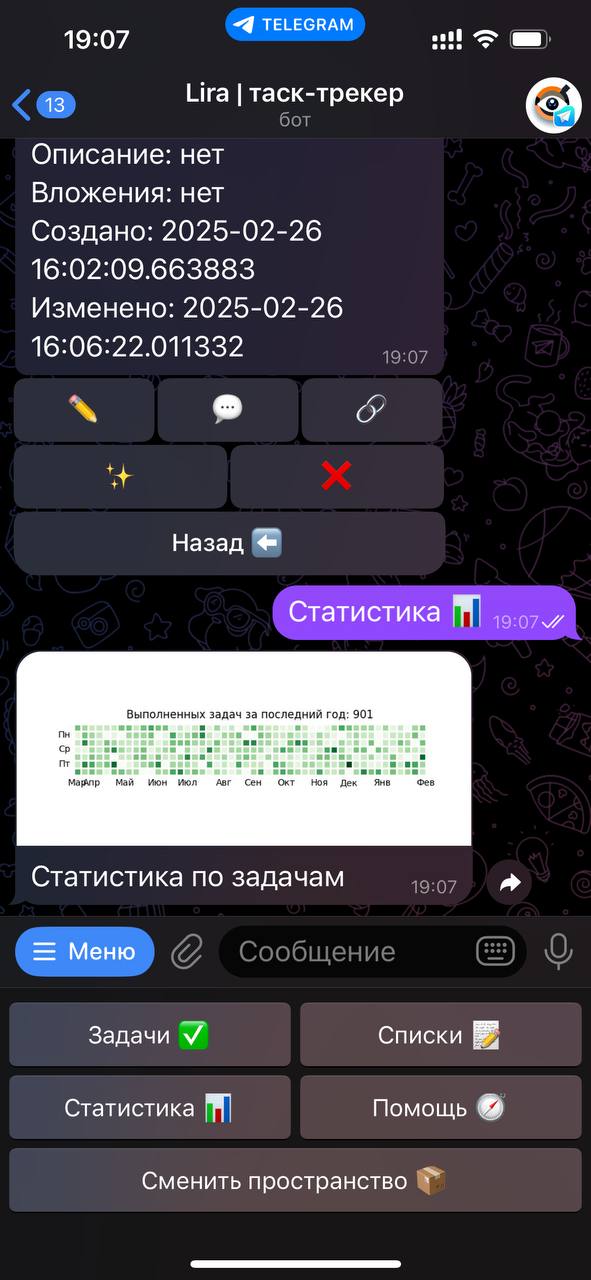 19:07
TELEGRAM
13
Lira | таск-трекер
бот
Описание: нет
Вложения: нет
Создано: 2025-02-26
16:02:09.663883
Изменено: 2025-02-26
16:06:22.011332
19:07
Назад ⬅️
Статистика 📊
19:07
Выполненных задач за последний год: 901
Пн
Ср
Пт
Мар Апр Май Июн Июл Авг Сен Окт Ноя Дек Янв Фев
Статистика по задачам
19:07
Меню
Сообщение
Задачи ✅
Списки 📝
Статистика 📊
Помощь 🧭
Сменить пространство 📦